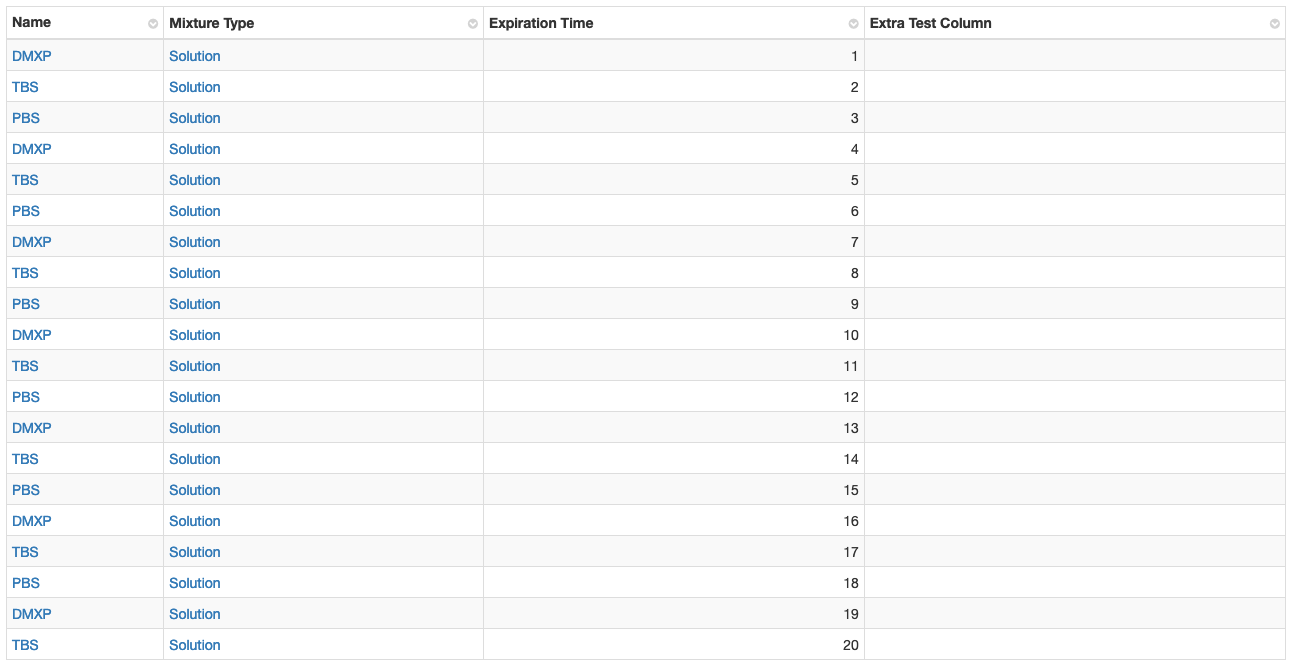 Name Mixture Type Expiration Time Extra Test Column
DMXP Solution 1
TBS Solution 2
PBS Solution 3
DMXP Solution 4
TBS Solution 5
PBS Solution 6
DMXP Solution 7
TBS Solution 8
PBS Solution 9
DMXP Solution 10
TBS Solution 11
PBS Solution 12
DMXP Solution 13
TBS Solution 14
PBS Solution 15
DMXP Solution 16
TBS Solution 17
PBS Solution 18
DMXP Solution 19
TBS Solution 20